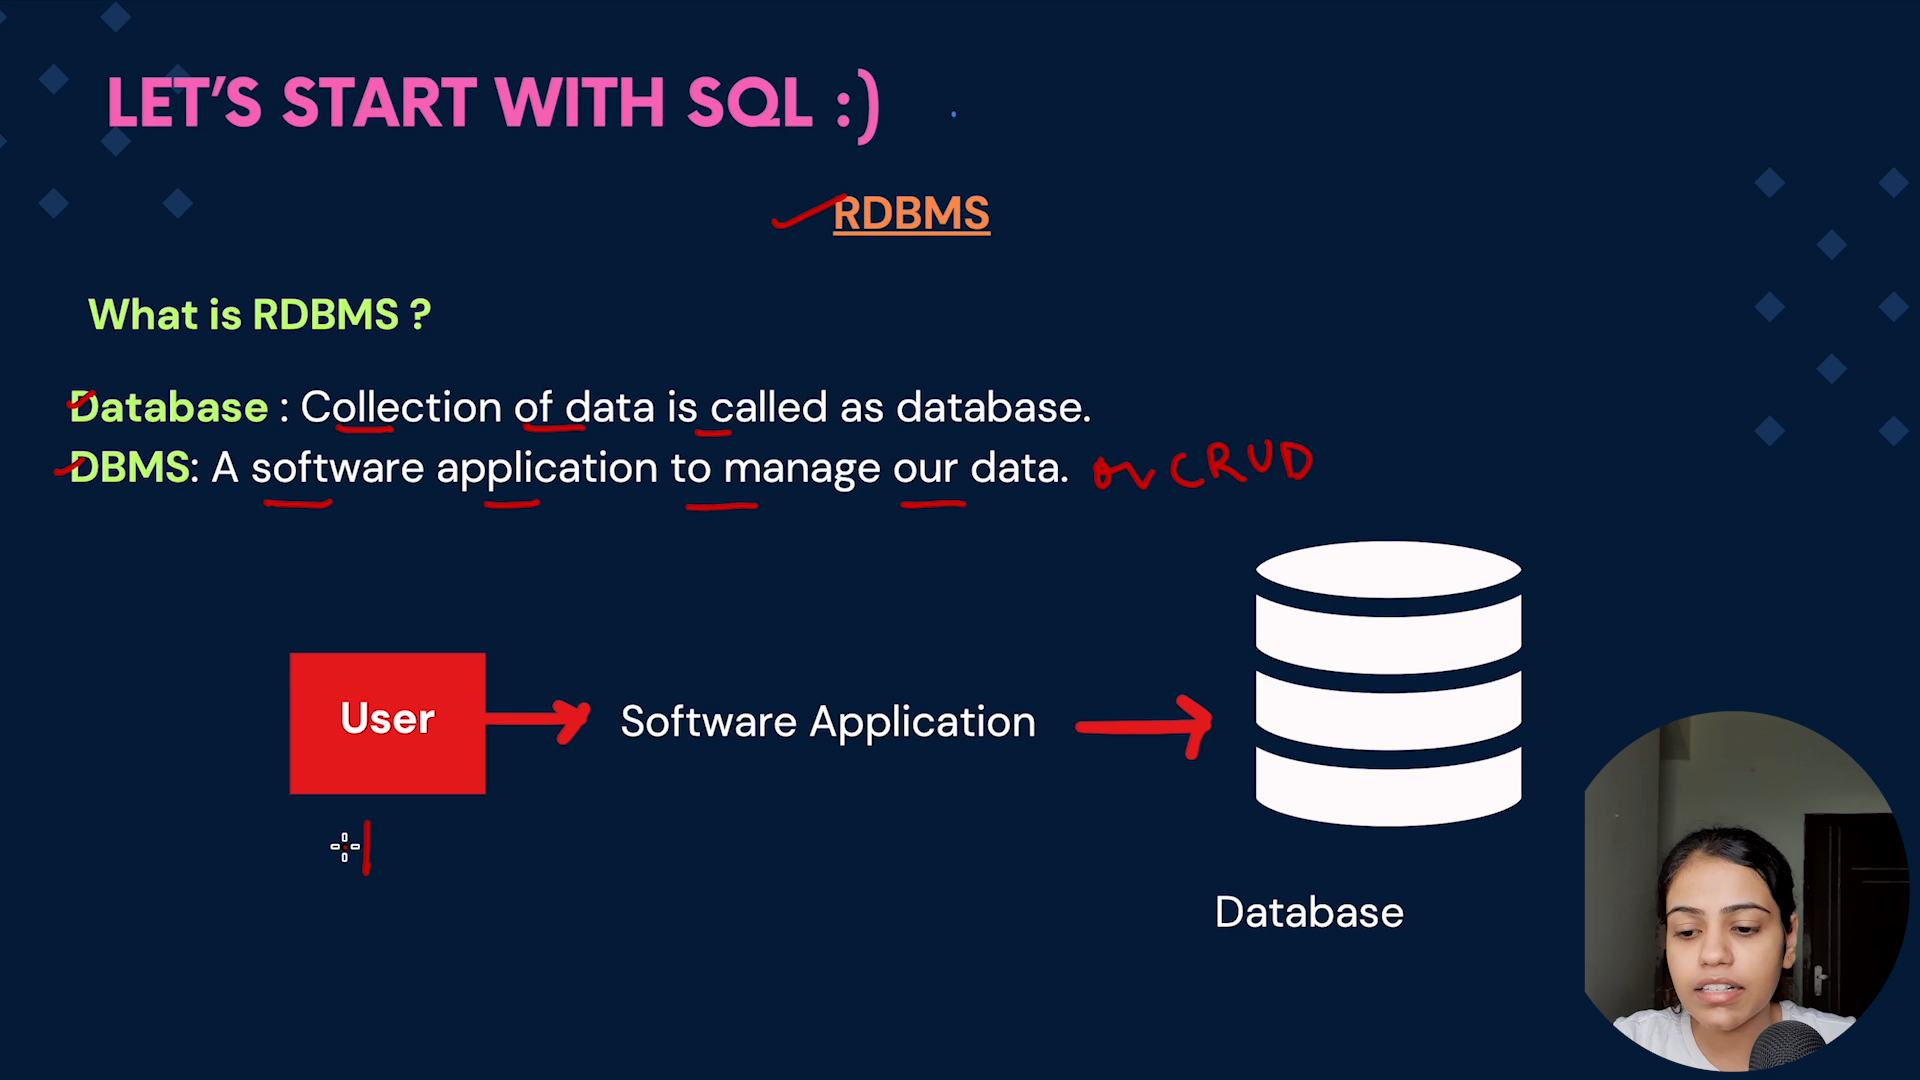 LET'S START WITH SQL :)
RDBMS
What is RDBMS ?
Database : Collection of data is called as database.
DBMS: A software application to manage our data. or CRUD
User
Software Application
Database